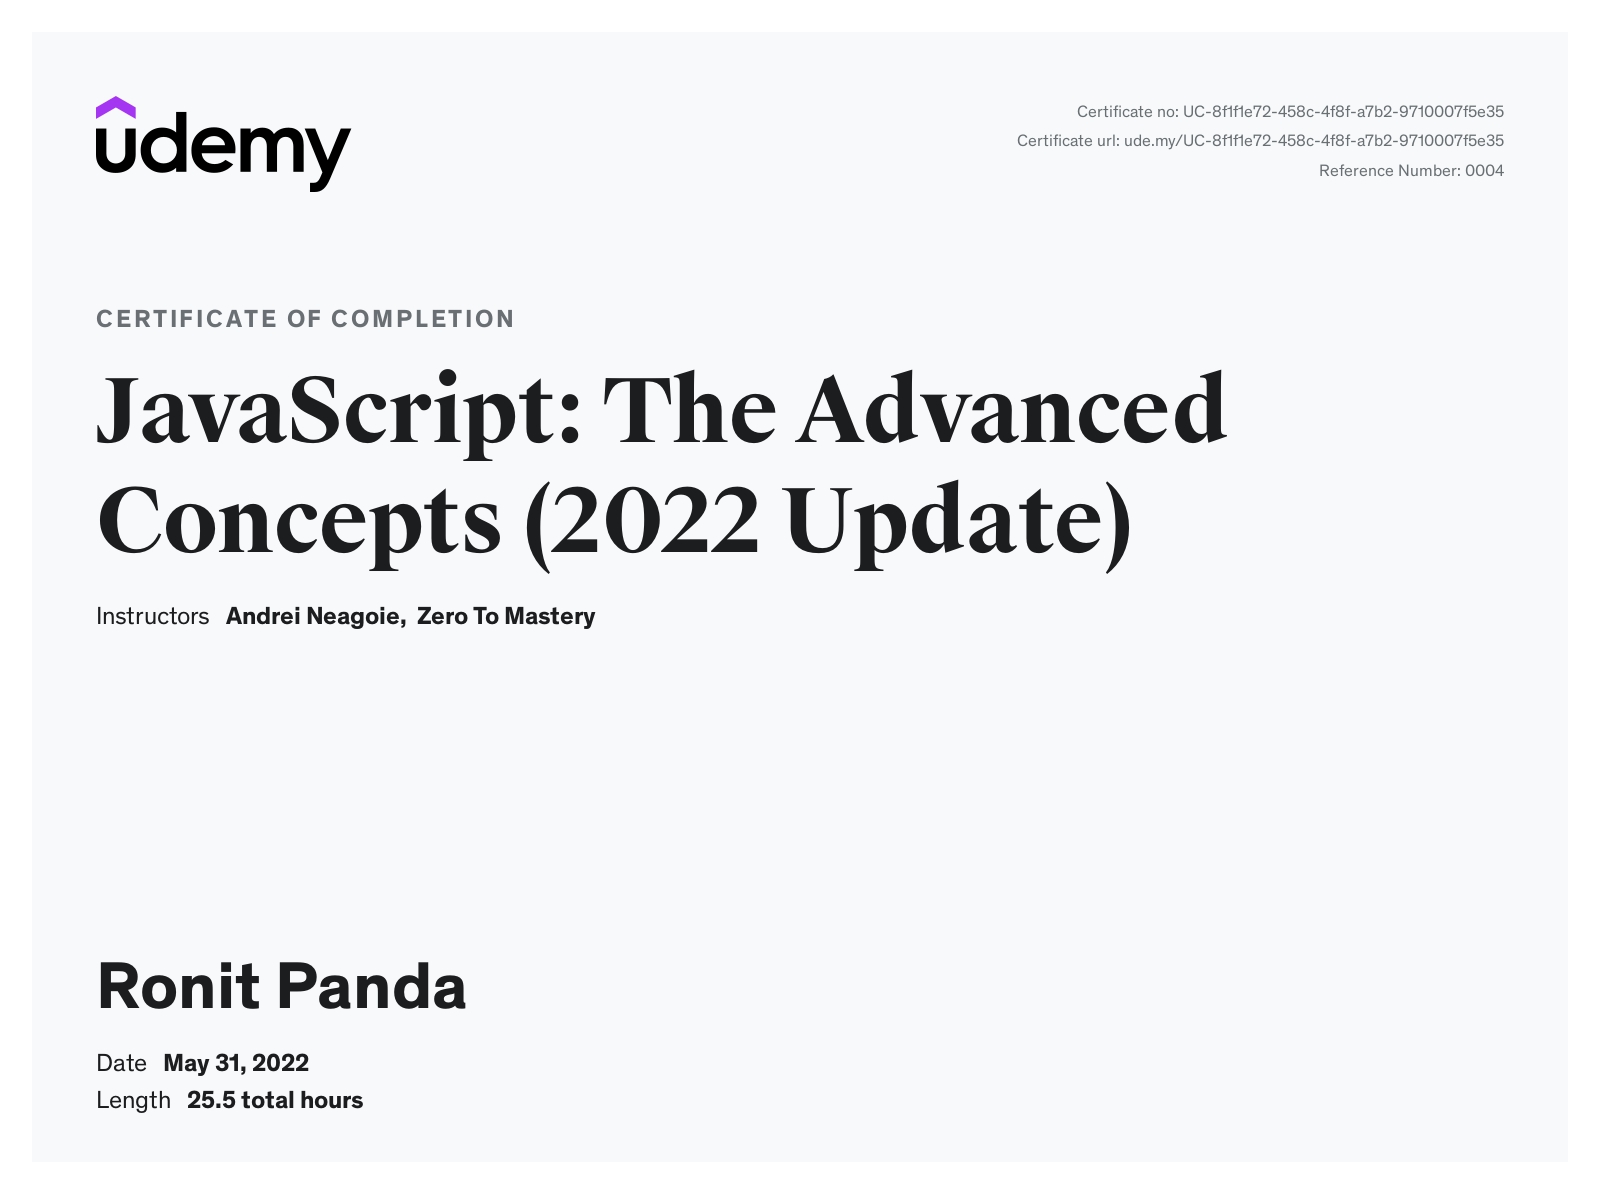 udemy
Certificate no: UC-8f1f1e72-458c-4f8f-a7b2-9710007f5e35
Certificate url: ude.my/UC-8f1f1e72-458c-4f8f-a7b2-9710007f5e35
Reference Number: 0004
CERTIFICATE OF COMPLETION
JavaScript: The Advanced
Concepts (2022 Update)
Instructors Andrei Neagoie, Zero To Mastery
Ronit Panda
Date May 31, 2022
Length 25.5 total hours